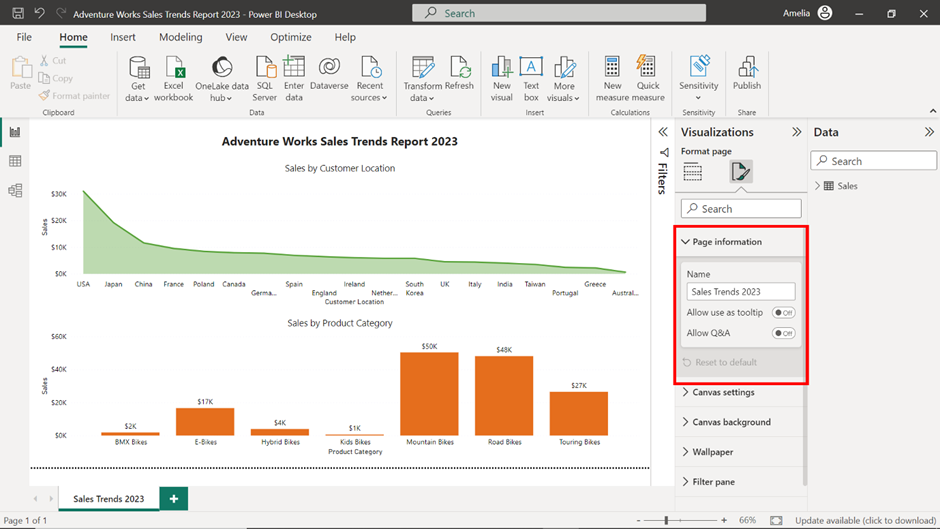 Adventure Works Sales Trends Report 2023 - Power BI Desktop
Search
Amelia
File Home Insert Modeling View Optimize Help
Paste
Cut
Copy
Format painter
Clipboard
Get data
Excel workbook
OneLake data hub
SQL Server
Enter data
Dataverse
Recent sources
Data
Transform data
Refresh
Queries
New visual
Text box
More visuals
Insert
New measure
Quick measure
Calculations
Sensitivity
Sensitivity
Publish
Share
Adventure Works Sales Trends Report 2023
Sales by Customer Location
Sales
$30K
$20K
$10K
$0K
USA Japan China France Poland Canada Germa... Spain England Ireland Nether... South Korea UK Italy India Taiwan Portugal Greece Austral...
Customer Location
Sales by Product Category
Sales
$60K
$40K
$20K
$0K
$2K $17K $4K $1K $50K $48K $27K
BMX Bikes E-Bikes Hybrid Bikes Kids Bikes Mountain Bikes Road Bikes Touring Bikes
Product Category
Filters
Visualizations
Format page
Search
Page information
Name
Sales Trends 2023
Allow use as tooltip Off
Allow Q&A Off
Reset to default
Canvas settings
Canvas background
Wallpaper
Filter pane
Data
Search
Sales
Sales Trends 2023 +
Page 1 of 1
- + 66%
Update available (click to download)